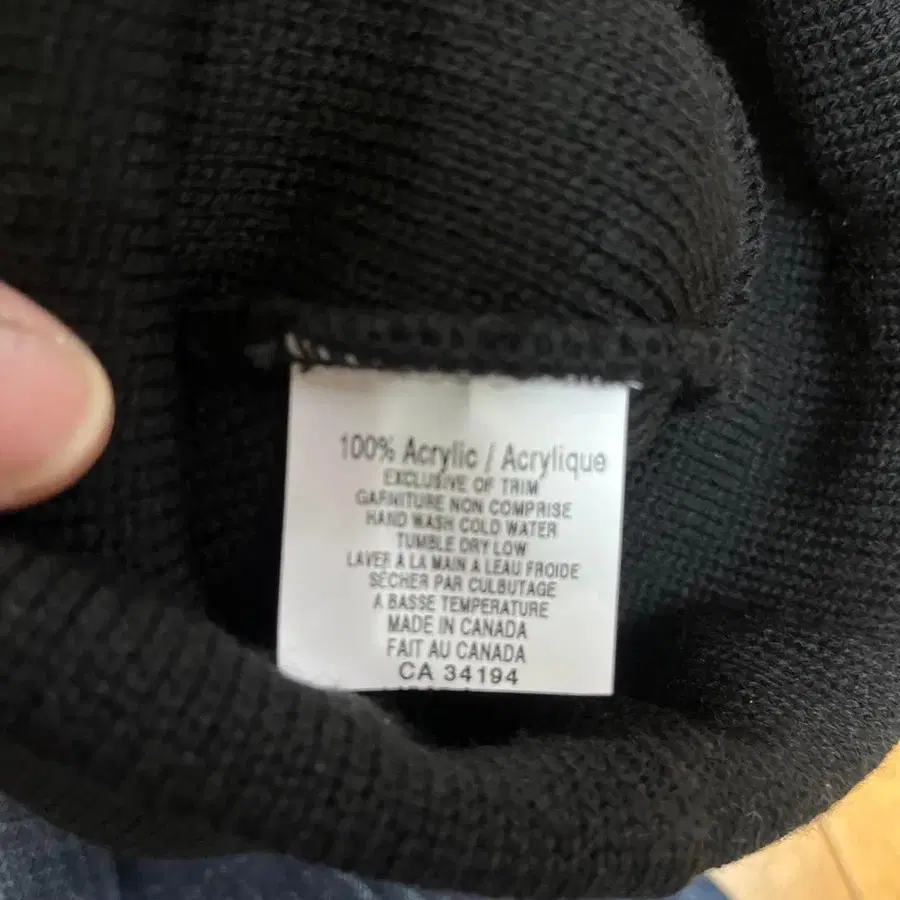 100% Acrylic / Acrylique
EXCLUSIVE OF TRIM
GARNITURE NON COMPRISE
HAND WASH COLD WATER
TUMBLE DRY LOW
LAVER A LA MAIN A LEAU FROIDE
SECHER PAR CULBUTAGE
A BASSE TEMPERATURE
MADE IN CANADA
FAIT AU CANADA
CA 34194